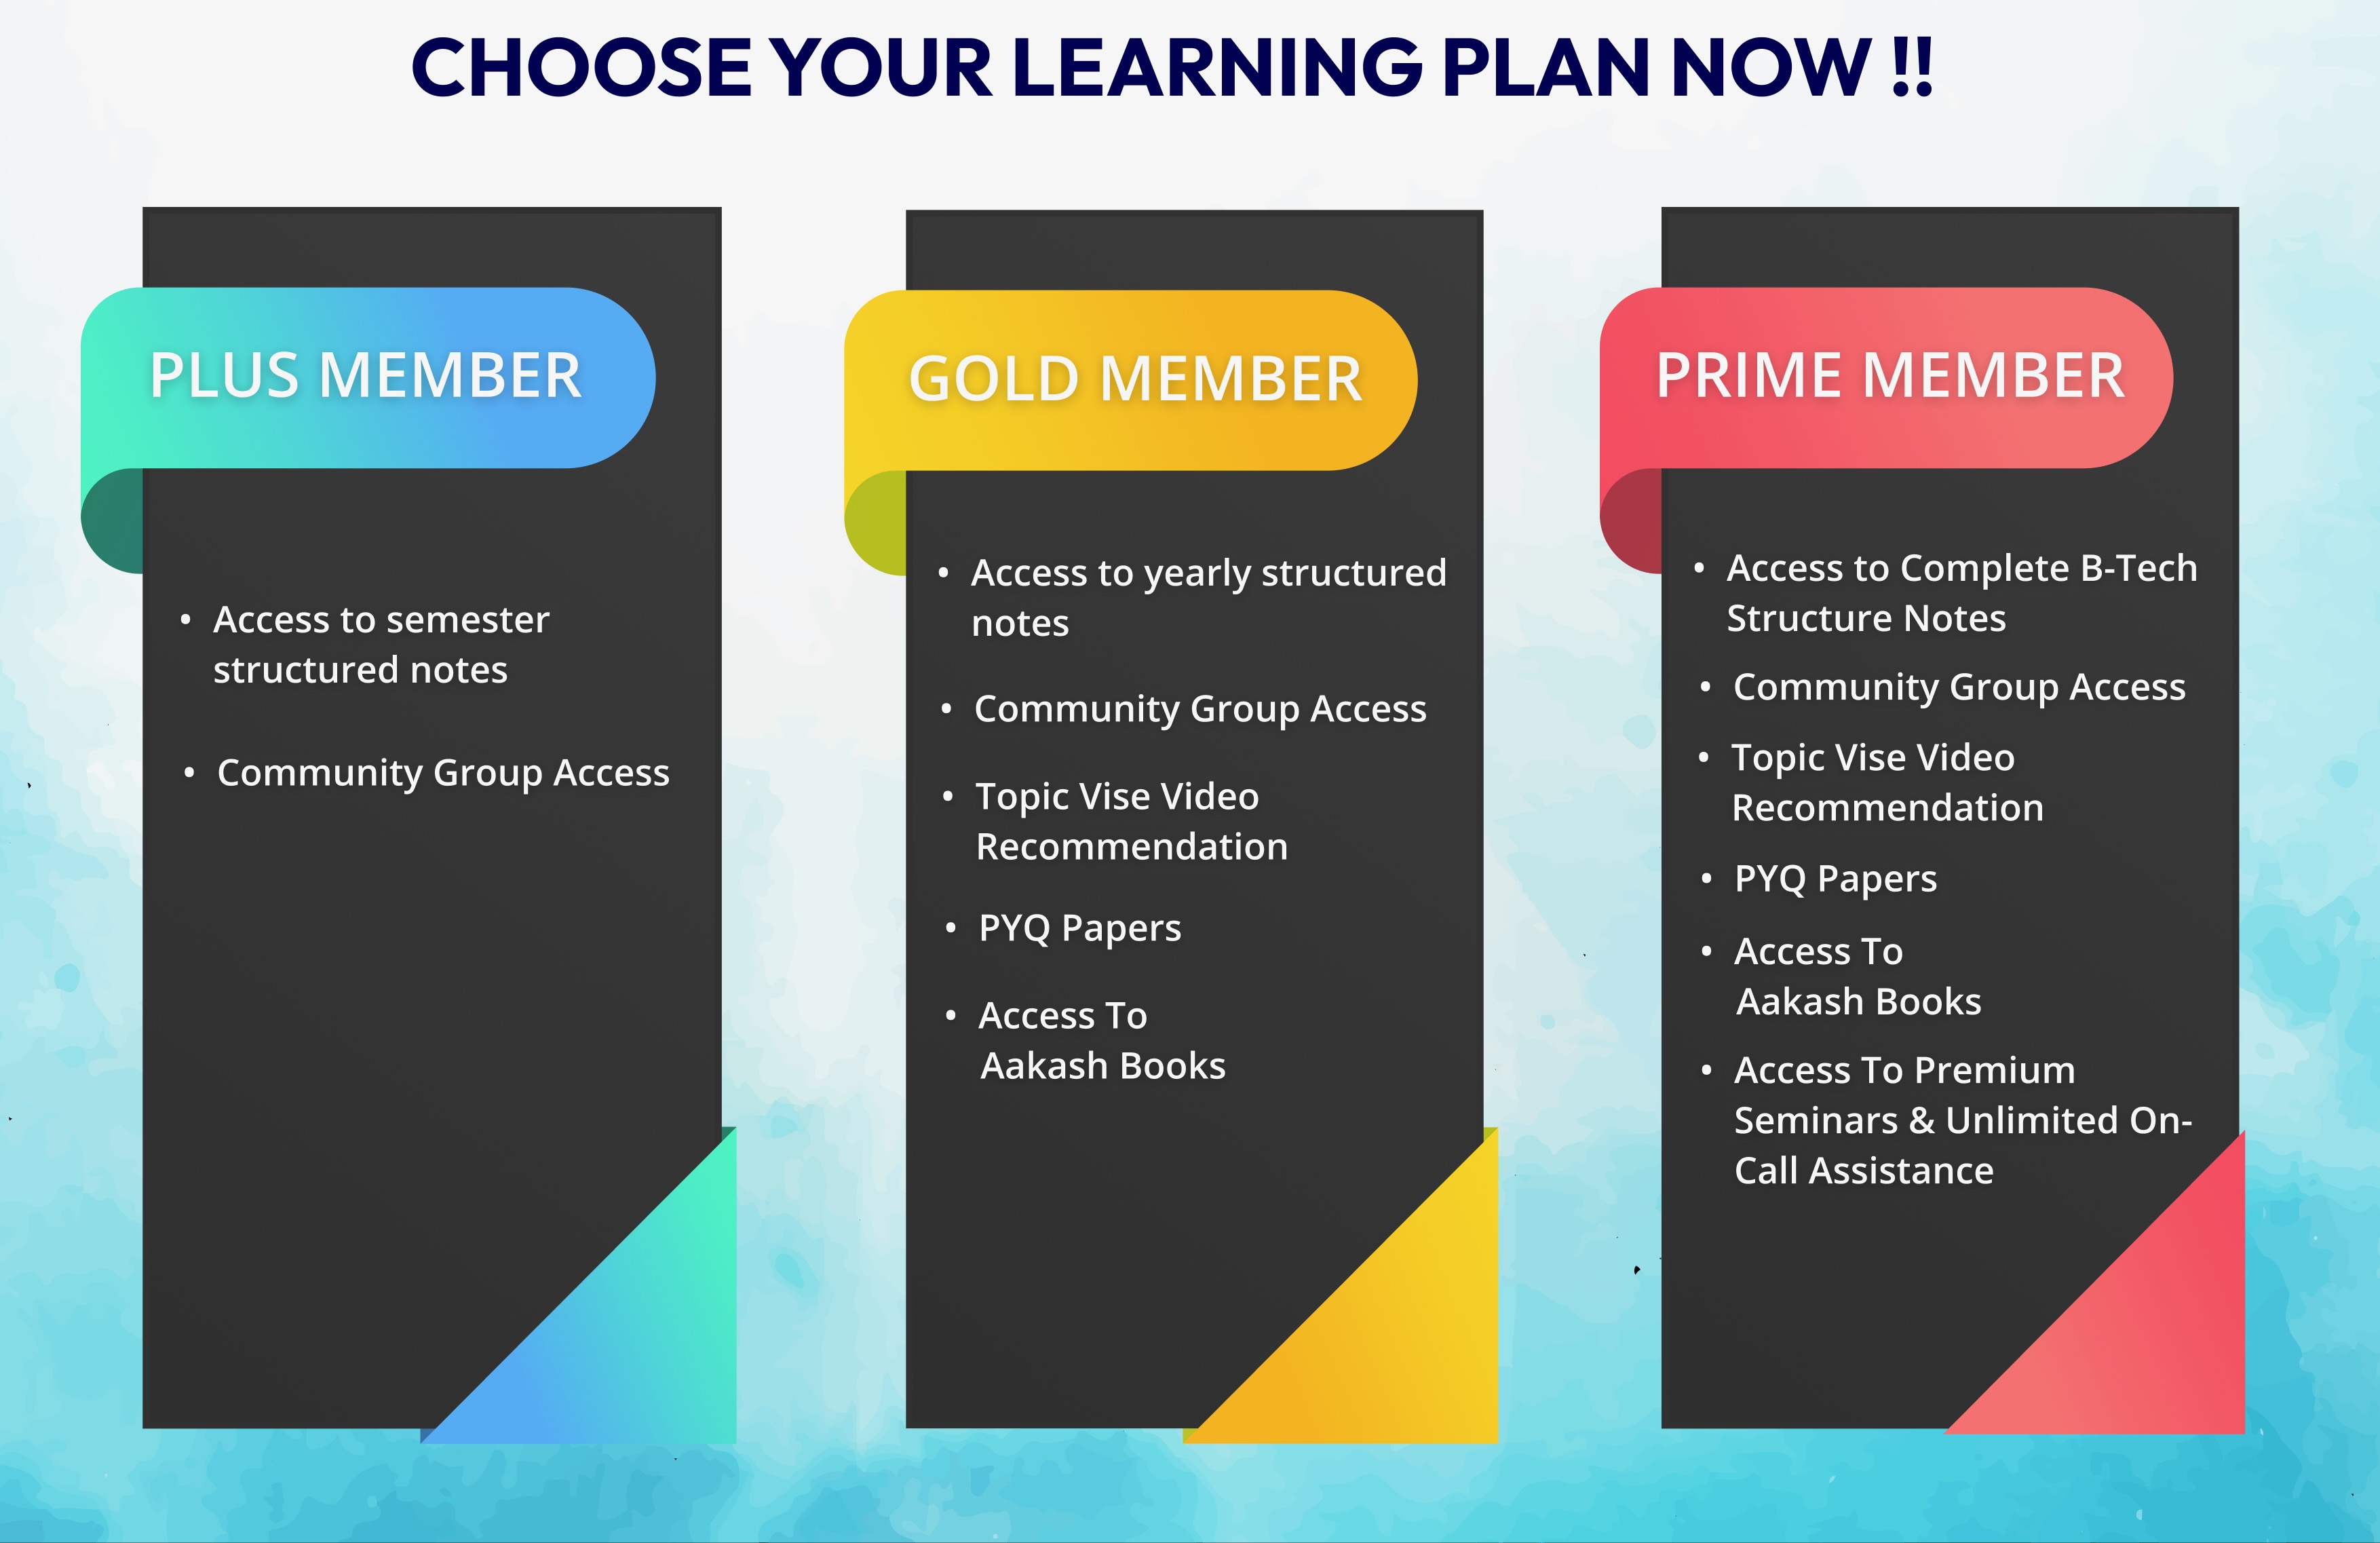 CHOOSE YOUR LEARNING PLAN NOW !!
PLUS MEMBER
• Access to semester
structured notes
• Community Group Access
GOLD MEMBER
• Access to yearly structured
notes
• Community Group Access
• Topic Vise Video
Recommendation
• PYQ Papers
• Access To
Aakash Books
PRIME MEMBER
• Access to Complete B-Tech
Structure Notes
• Community Group Access
• Topic Vise Video
Recommendation
• PYQ Papers
• Access To
Aakash Books
• Access To Premium
Seminars & Unlimited On-
Call Assistance